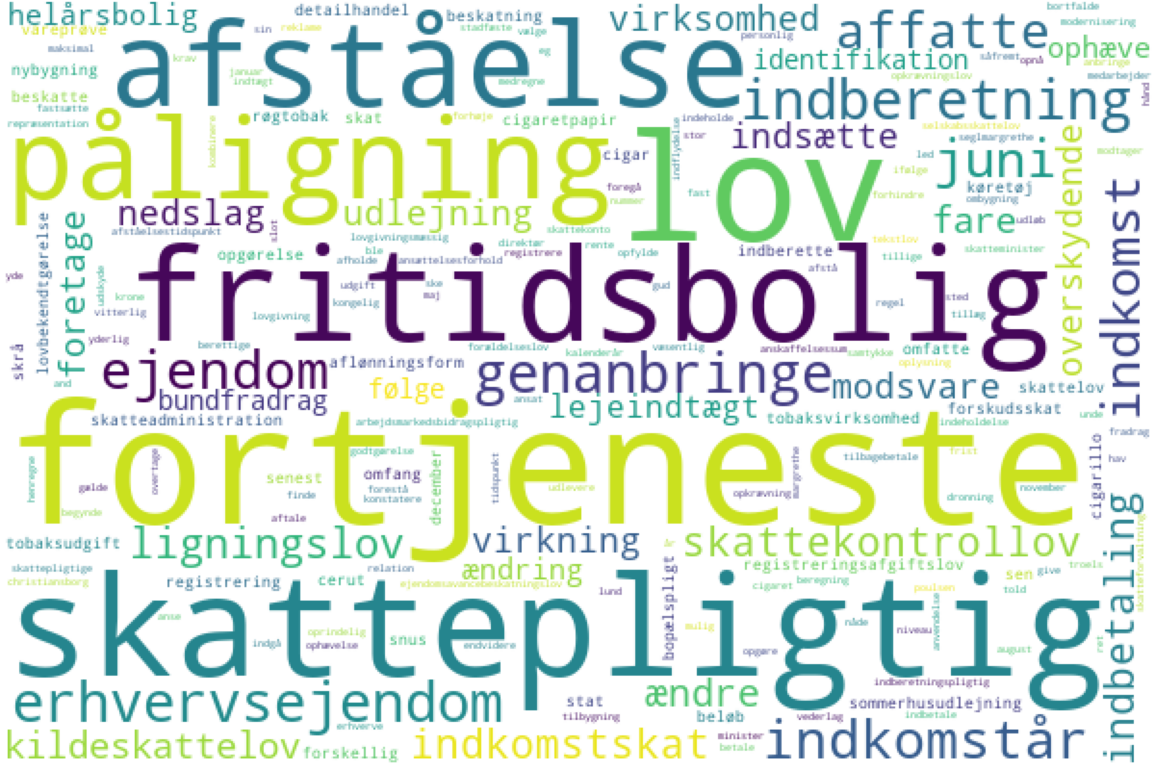 helårsbolig
detailhandel
beskatning
virksomhed
affatte
bortfalde
vareprøve
sin
reklame
stadfæste
vælge
personlig
modernisering
maksimal
krav
eg
identifikation
såfremt
opnå
ophæve
nybygning
januar
indtægt
afståelse
medregne
opkrævningslov
anbringe
medarbejder
hånd
beskatte
fastsætte
indberetning
repræsentation
røgtobak
skat
forhøje
cigaretpapir
indeholde
stor
indsætte
selskabsskattelov
seglmargrethe
påligning
kombinere
cigar
indflydelse
lov
led
ifølge
juni
modtager
overskydende
foregå
nummer
fast
forhindre
køretøj
ombygning
nedslag
udlejning
fare
udløb
indkomst
lovbekendtgørelse
foretage
afståelsestidspunkt
slot
lovgivningsmæssig
skattekonto
direktør
rente
opfylde
indberette
tekstlov
skatteminister
opgørelse
ble
afholde
ansættelsesforhold
registrere
afstå
tillige
yde
udskyde
krone
vitterlig
fritidsbolig
udgift
kongelig
ske
maj
gud
regel
sted
tillæg
lovgivning
yderlig
skrå
berettige
forældelseslov
kalenderår
væsentlig
anskaffelsessum
samtykke
omfatte
oplysning
and
ejendom
aflønningsform
følge
genanbringe
modsvare
skattelov
bundfradrag
ansat
lejeindtægt
tobaksvirksomhed
forskudsskat
unde
skatteadministration
arbejdsmarkedsbidragspligtig
indeholdelse
fradrag
fortjeneste
henregne
gælde
overtage
godtgørelse
senest
finde
omfang
forestå
konstatere
december
tidspunkt
udlevere
opkrævning
margrethe
tilbagebetale
frist
dronning
november
cigarillo
hav
begynde
aftale
tobaksudgift
ligningslov
virkning
skattekontrollov
indbetaling
skattepligtige
relation
ændring
år
registreringsafgiftslov
troels
skatteforvaltning
christiansborg
registrering
cerut
ejendomsavancebeskatningslov
bopælspligt
cigaret
beregning
sen
told
give
skattepligtig
anse
lund
poulsen
oprindelig
snus
mulig
nåde
niveau
anvendelse
indgå
ophævelse
endvidere
opgøre
august
ret
erhvervsejendom
stat
ændre
indberetningspligtig
sommerhusudlejning
tilbygning
beløb
vederlag
indbetale
kildeskattelov
erhverve
forskellig
indkomstskat
minister
betale
indkomstår